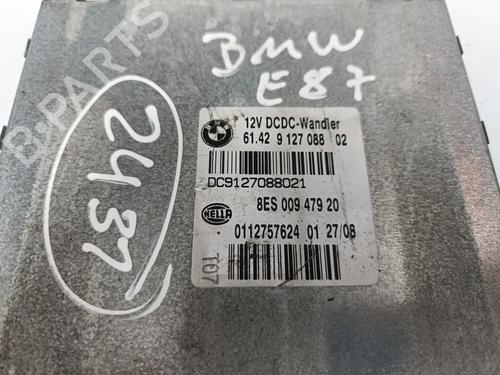 BMW
E87
2437
12V DCDC-Wandler
61.42 9 127 088 02
DC9127088021
HELLA
8ES 009 479 20
0112757624 01 27/08
T07
B-PARTS